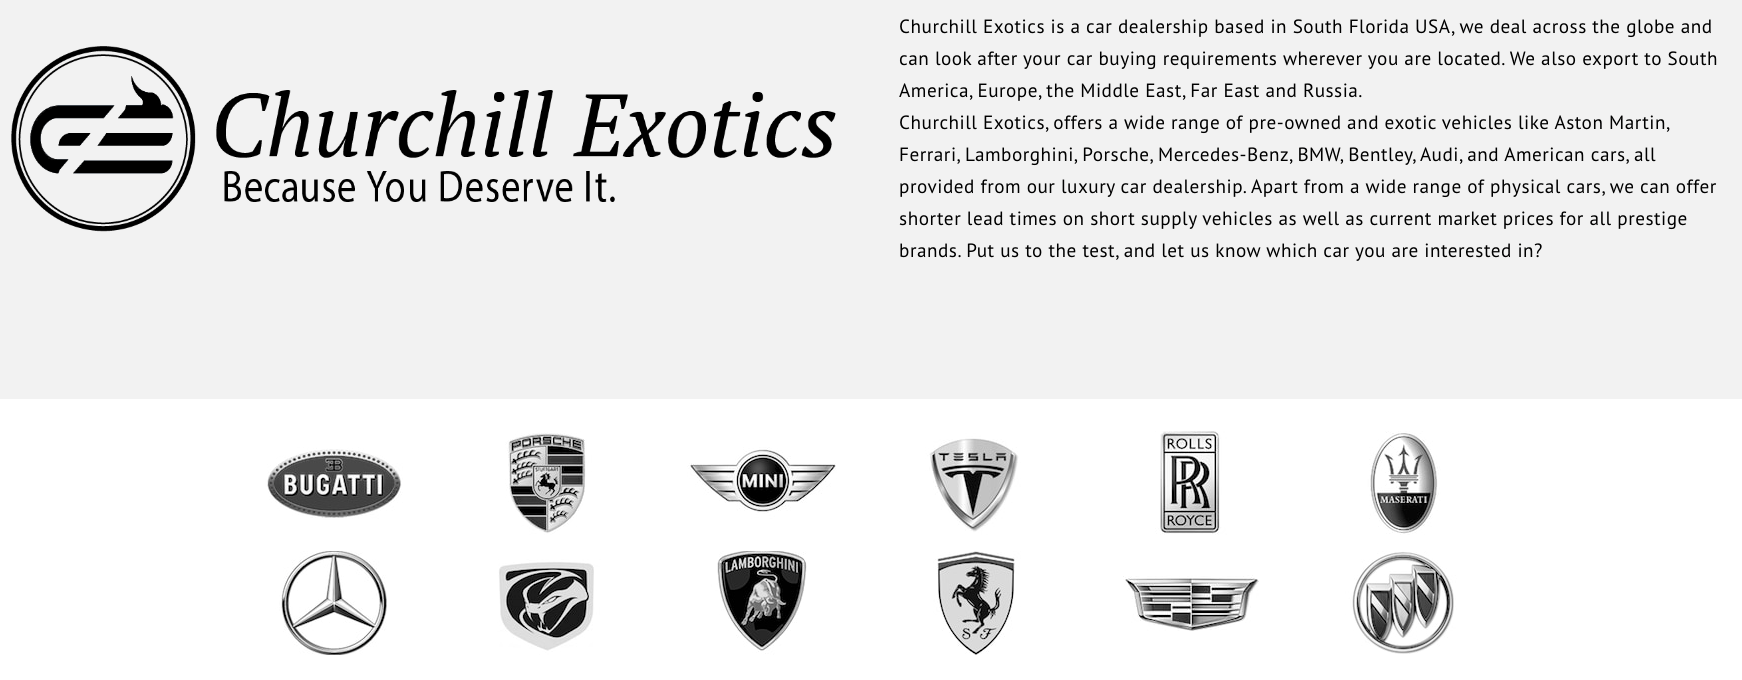 Churchill Exotics
Because You Deserve It.
Churchill Exotics is a car dealership based in South Florida USA, we deal across the globe and
can look after your car buying requirements wherever you are located. We also export to South
America, Europe, the Middle East, Far East and Russia.
Churchill Exotics, offers a wide range of pre-owned and exotic vehicles like Aston Martin,
Ferrari, Lamborghini, Porsche, Mercedes-Benz, BMW, Bentley, Audi, and American cars, all
provided from our luxury car dealership. Apart from a wide range of physical cars, we can offer
shorter lead times on short supply vehicles as well as current market prices for all prestige
brands. Put us to the test, and let us know which car you are interested in?
BUGATTI
PORSCHE
STUTTGART
MINI
TESLA
ROLLS
RR
ROYCE
MASERATI
LAMBORGHINI
S F